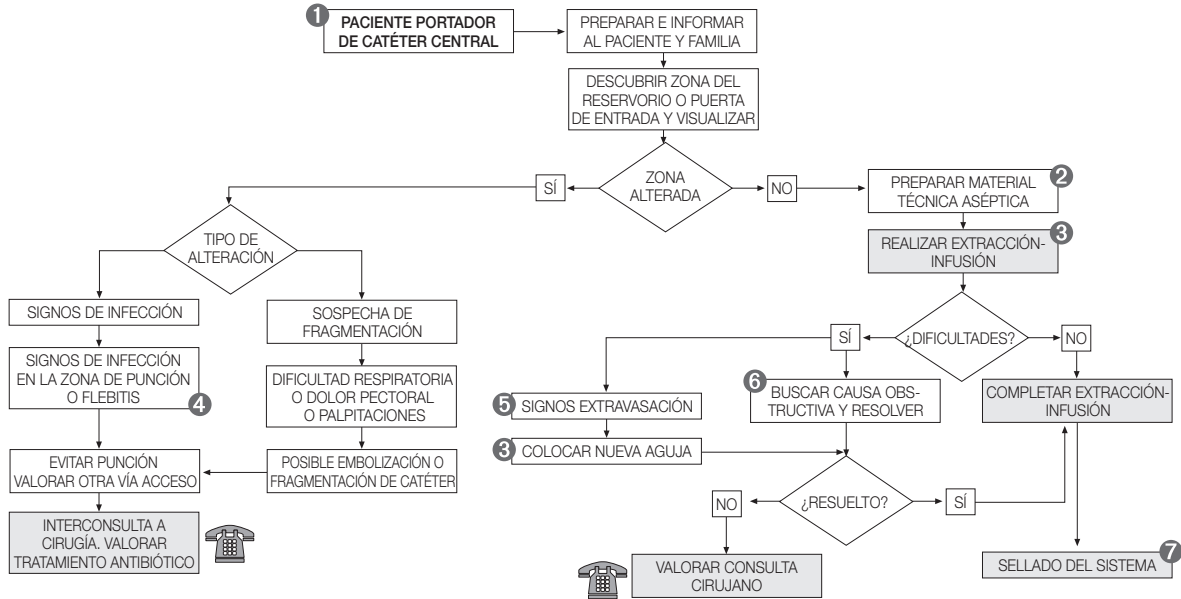 1 PACIENTE PORTADOR
DE CATÉTER CENTRAL
PREPARAR E INFORMAR
AL PACIENTE Y FAMILIA
DESCUBRIR ZONA DEL
RESERVORIO O PUERTA
DE ENTRADA Y VISUALIZAR
ZONA
ALTERADA
SÍ
NO
2
PREPARAR MATERIAL
TÉCNICA ASÉPTICA
3
REALIZAR EXTRACCIÓN-
INFUSIÓN
TIPO DE
ALTERACIÓN
SIGNOS DE INFECCIÓN
SIGNOS DE INFECCIÓN
EN LA ZONA DE PUNCIÓN
O FLEBITIS
4
EVITAR PUNCIÓN
VALORAR OTRA VÍA ACCESO
INTERCONSULTA A
CIRUGÍA. VALORAR
TRATAMIENTO ANTIBIÓTICO
SOSPECHA DE
FRAGMENTACIÓN
DIFICULTAD RESPIRATORIA
O DOLOR PECTORAL
O PALPITACIONES
POSIBLE EMBOLIZACIÓN O
FRAGMENTACIÓN DE CATÉTER
¿DIFICULTADES?
SÍ
NO
5 SIGNOS EXTRAVASACIÓN
3 COLOCAR NUEVA AGUJA
6
BUSCAR CAUSA OBS-
TRUCTIVA Y RESOLVER
COMPLETAR EXTRACCIÓN-
INFUSIÓN
¿RESUELTO?
NO
SÍ
VALORAR CONSULTA
CIRUJANO
7
SELLADO DEL SISTEMA